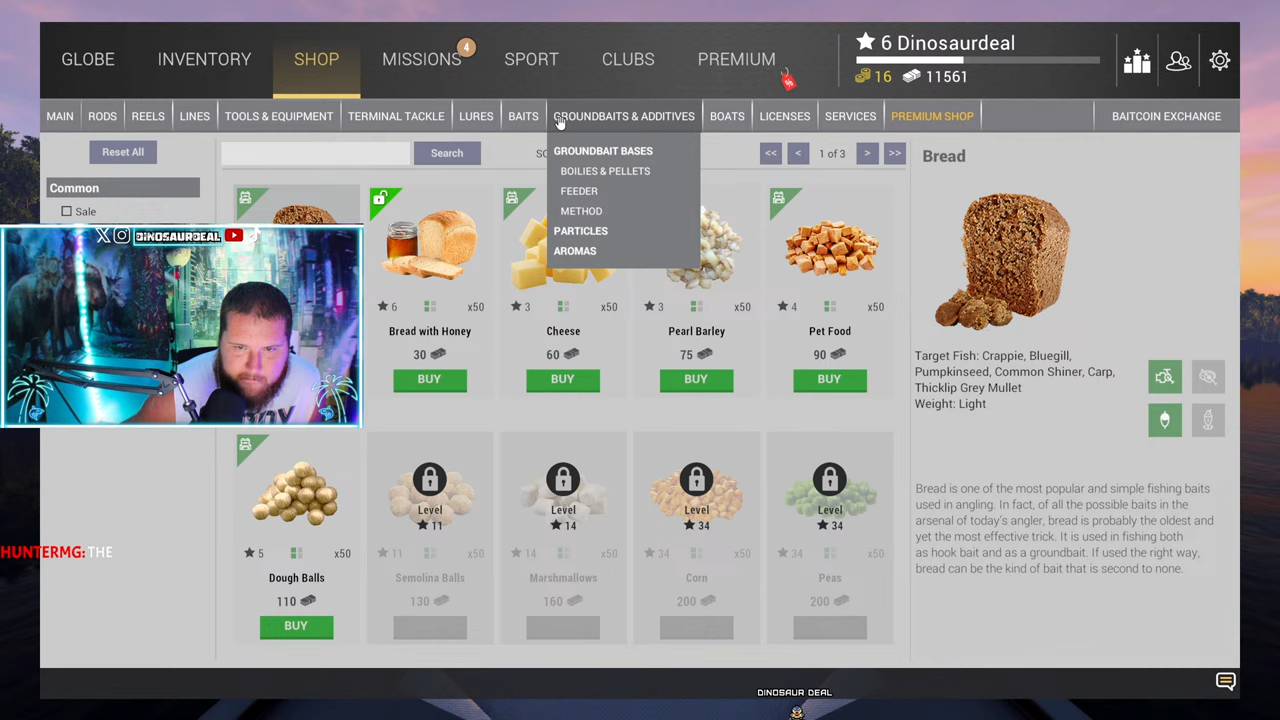 GLOBE
INVENTORY
SHOP
MISSIONS
4
SPORT
CLUBS
PREMIUM
%
6 Dinosaurdeal
16 11561
MAIN
RODS
REELS
LINES
TOOLS & EQUIPMENT
TERMINAL TACKLE
LURES
BAITS
GROUNDBAITS & ADDITIVES
BOATS
LICENSES
SERVICES
PREMIUM SHOP
BAITCOIN EXCHANGE
GROUNDBAIT BASES
BOILIES & PELLETS
FEEDER
METHOD
PARTICLES
AROMAS
Reset All
Search
<< < 1 of 3 > >>
Common
Sale
DINOSAURDEAL
6 x50
Bread with Honey
30
BUY
3 x50
Cheese
60
BUY
3 x50
Pearl Barley
75
BUY
4 x50
Pet Food
90
BUY
5 x50
Dough Balls
110
BUY
Level
11
11 x50
Semolina Balls
130
Level
14
14 x50
Marshmallows
160
Level
34
34 x50
Corn
200
Level
34
34 x50
Peas
200
Bread
Target Fish: Crappie, Bluegill,
Pumpkinseed, Common Shiner, Carp,
Thicklip Grey Mullet
Weight: Light
Bread is one of the most popular and simple fishing baits
used in angling. In fact, of all the possible baits in the
arsenal of today's angler, bread is probably the oldest and
yet the most effective trick. It is used in fishing both
as hook bait and as a groundbait. If used the right way,
bread can be the kind of bait that is second to none.
HUNTERMG: THE
DINOSAUR DEAL